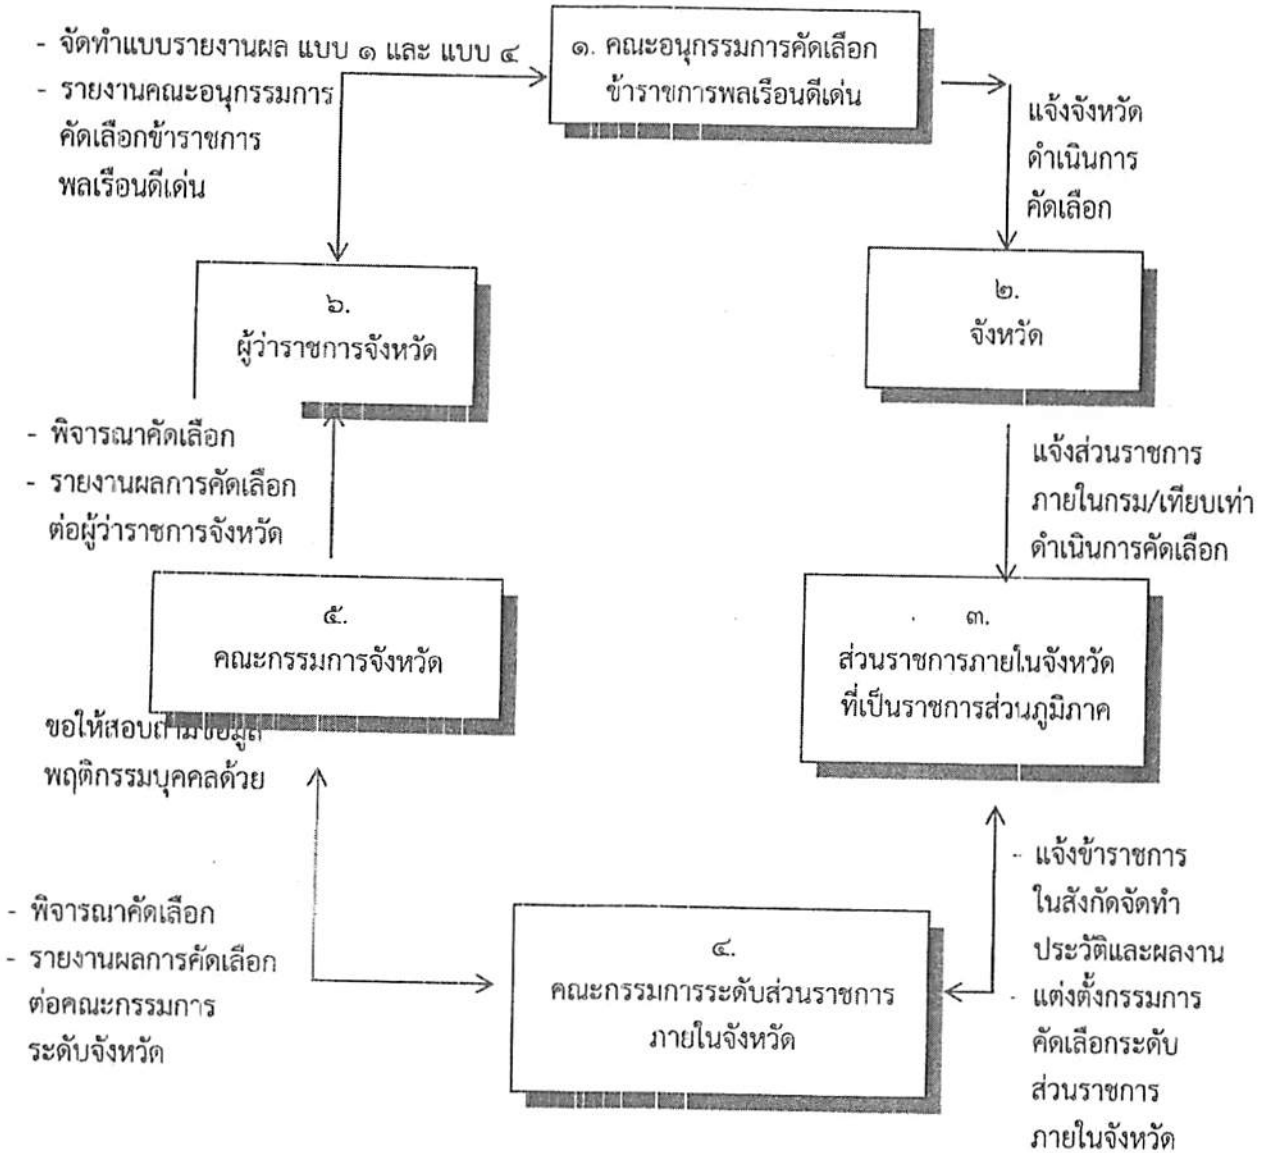 - จัดทำแบบรายงานผล แบบ ๑ และ แบบ ๔
- รายงานคณะอนุกรรมการ
คัดเลือกข้าราชการ
พลเรือนดีเด่น
๑. คณะอนุกรรมการคัดเลือก
ข้าราชการพลเรือนดีเด่น
แจ้งจังหวัด
ดำเนินการ
คัดเลือก
๒.
จังหวัด
แจ้งส่วนราชการ
ภายในกรม/เทียบเท่า
ดำเนินการคัดเลือก
๓.
ส่วนราชการภายในจังหวัด
ที่เป็นราชการส่วนภูมิภาค
- แจ้งข้าราชการ
ในสังกัดจัดทำ
ประวัติและผลงาน
- แต่งตั้งกรรมการ
คัดเลือกระดับ
ส่วนราชการ
ภายในจังหวัด
๔.
คณะกรรมการระดับส่วนราชการ
ภายในจังหวัด
- พิจารณาคัดเลือก
- รายงานผลการคัดเลือก
ต่อคณะกรรมการ
ระดับจังหวัด
๕.
คณะกรรมการจังหวัด
ขอให้สอบถามข้อมูล
พฤติกรรมบุคคลด้วย
- พิจารณาคัดเลือก
- รายงานผลการคัดเลือก
ต่อผู้ว่าราชการจังหวัด
๖.
ผู้ว่าราชการจังหวัด